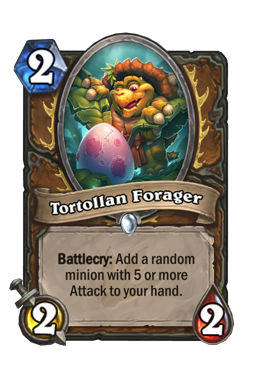 2
Tortollan Forager
Battlecry: Add a random
minion with 5 or more
Attack to your hand.
2
2